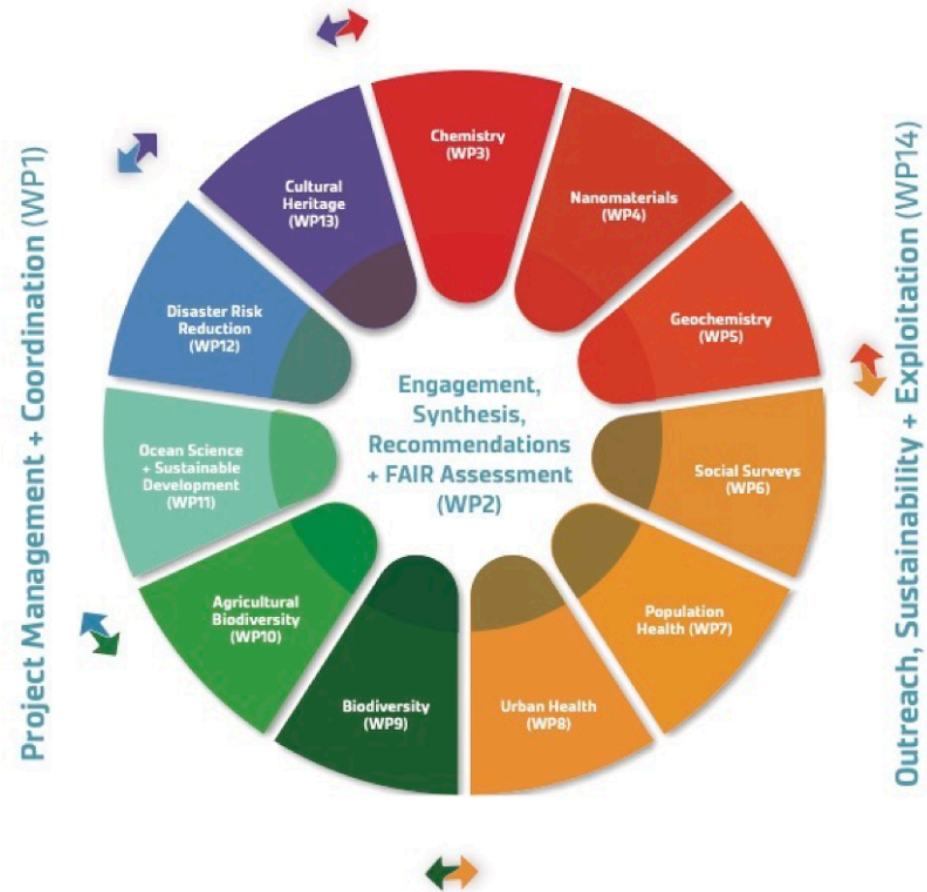 Project Management + Coordination (WP1)
Chemistry
(WP3)
Nanomaterials
(WP4)
Geochemistry
(WP5)
Social Surveys
(WP6)
Population
Health (WP7)
Urban Health
(WP8)
Biodiversity
(WP9)
Agricultural
Biodiversity
(WP10)
Ocean Science
+ Sustainable
Development
(WP11)
Disaster Risk
Reduction
(WP12)
Cultural
Heritage
(WP13)
Engagement,
Synthesis,
Recommendations
+ FAIR Assessment
(WP2)
Outreach, Sustainability + Exploitation (WP14)